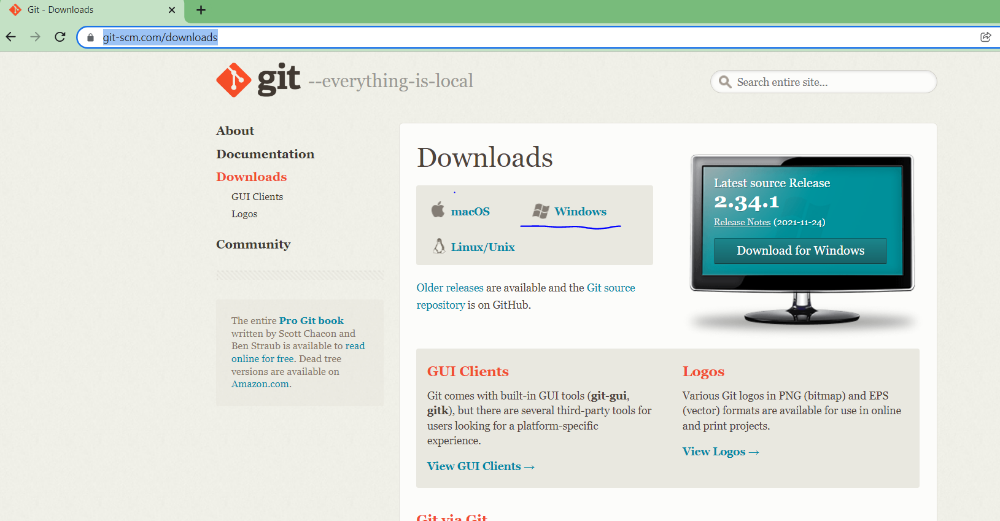 Git - Downloads
git-scm.com/downloads
git --everything-is-local
Search entire site...
About
Documentation
Downloads
GUI Clients
Logos
Community
The entire Pro Git book
written by Scott Chacon and
Ben Straub is available to read
online for free. Dead tree
versions are available on
Amazon.com.
Downloads
macOS
Windows
Linux/Unix
Older releases are available and the Git source
repository is on GitHub.
Latest source Release
2.34.1
Release Notes (2021-11-24)
Download for Windows
GUI Clients
Git comes with built-in GUI tools (git-gui,
gitk), but there are several third-party tools for
users looking for a platform-specific
experience.
View GUI Clients →
Logos
Various Git logos in PNG (bitmap) and EPS
(vector) formats are available for use in online
and print projects.
View Logos →
Git via Git